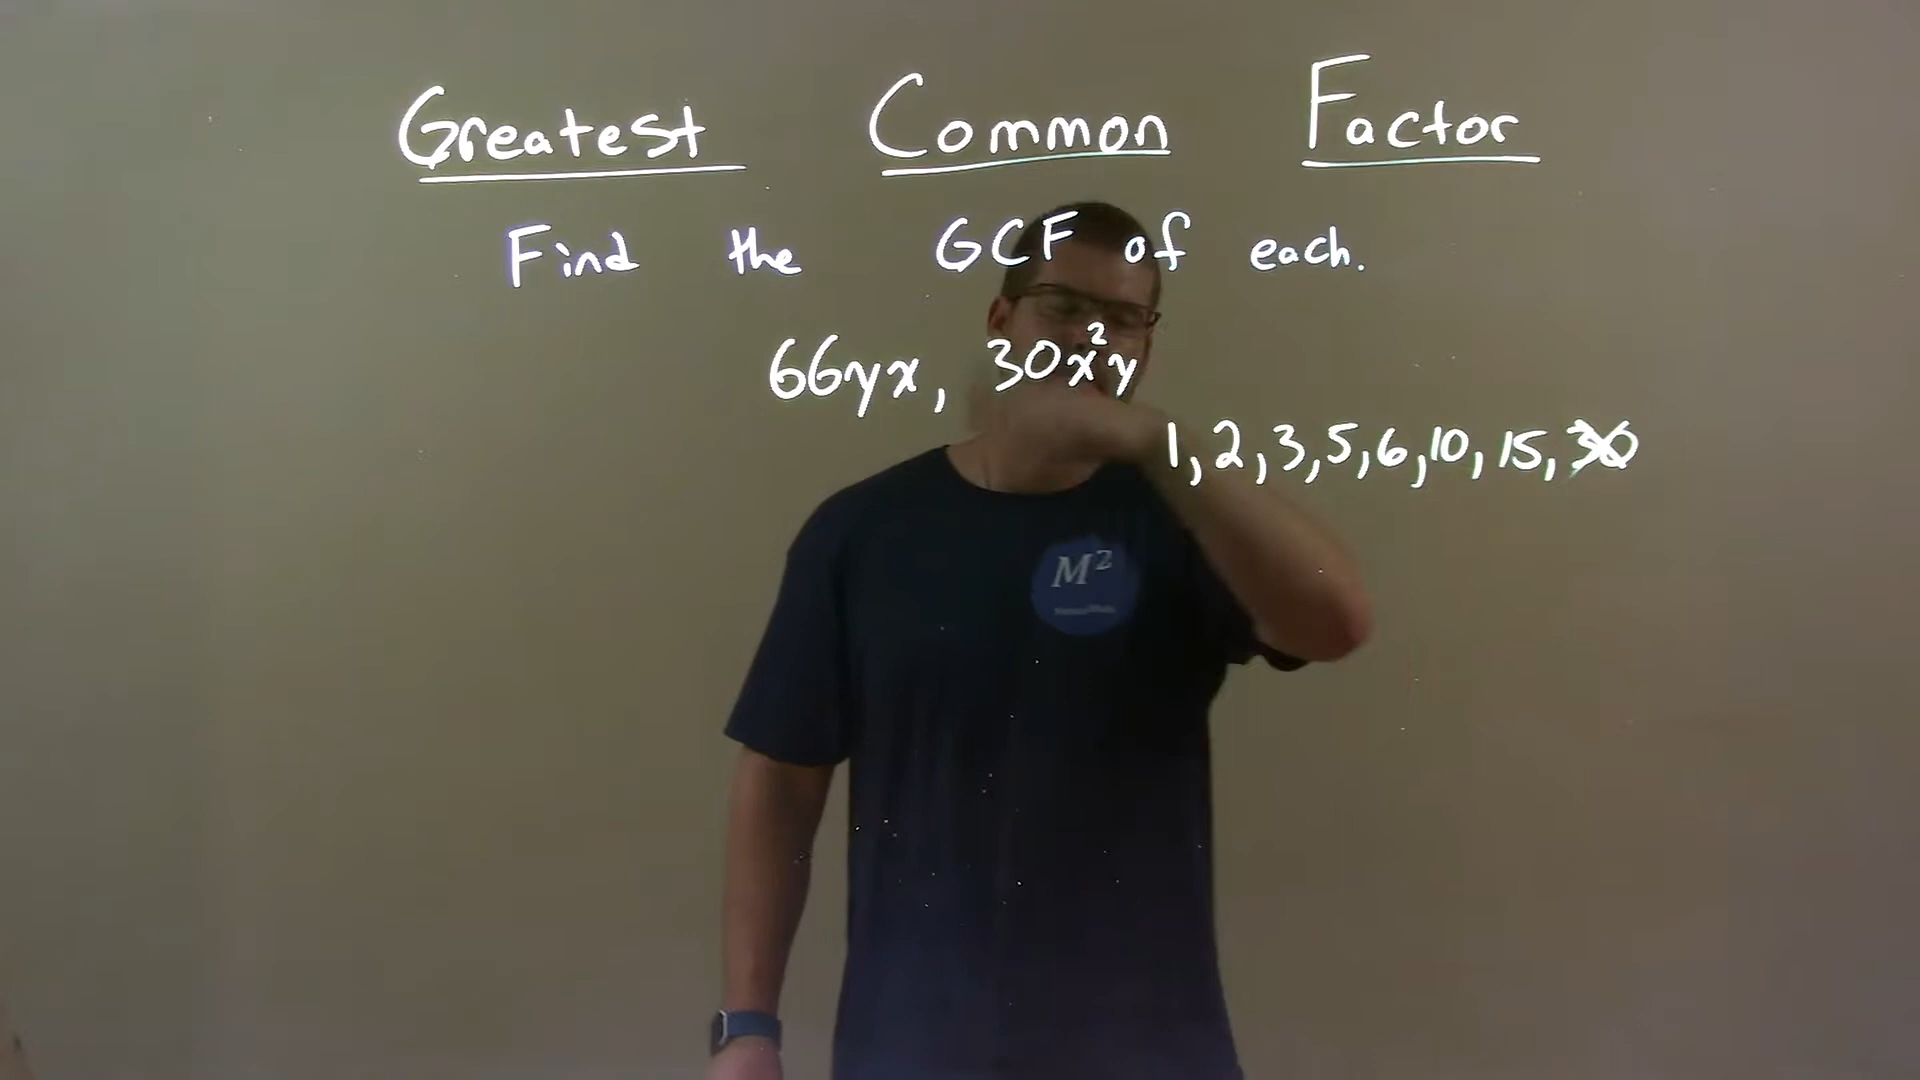 Greatest Common Factor
Find the GCF of each.
66yx, 30x²y
1, 2, 3, 5, 6, 10, 15, 30
M²